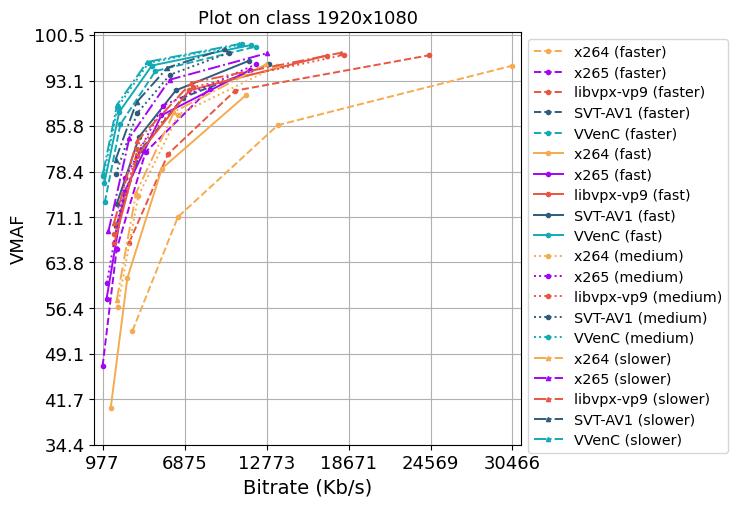 Plot on class 1920x1080
100.5
93.1
85.8
78.4
71.1
63.8
56.4
49.1
41.7
34.4
VMAF
977 6875 12773 18671 24569 30466
Bitrate (Kb/s)
x264 (faster)
x265 (faster)
libvpx-vp9 (faster)
SVT-AV1 (faster)
VVenC (faster)
x264 (fast)
x265 (fast)
libvpx-vp9 (fast)
SVT-AV1 (fast)
VVenC (fast)
x264 (medium)
x265 (medium)
libvpx-vp9 (medium)
SVT-AV1 (medium)
VVenC (medium)
x264 (slower)
x265 (slower)
libvpx-vp9 (slower)
SVT-AV1 (slower)
VVenC (slower)